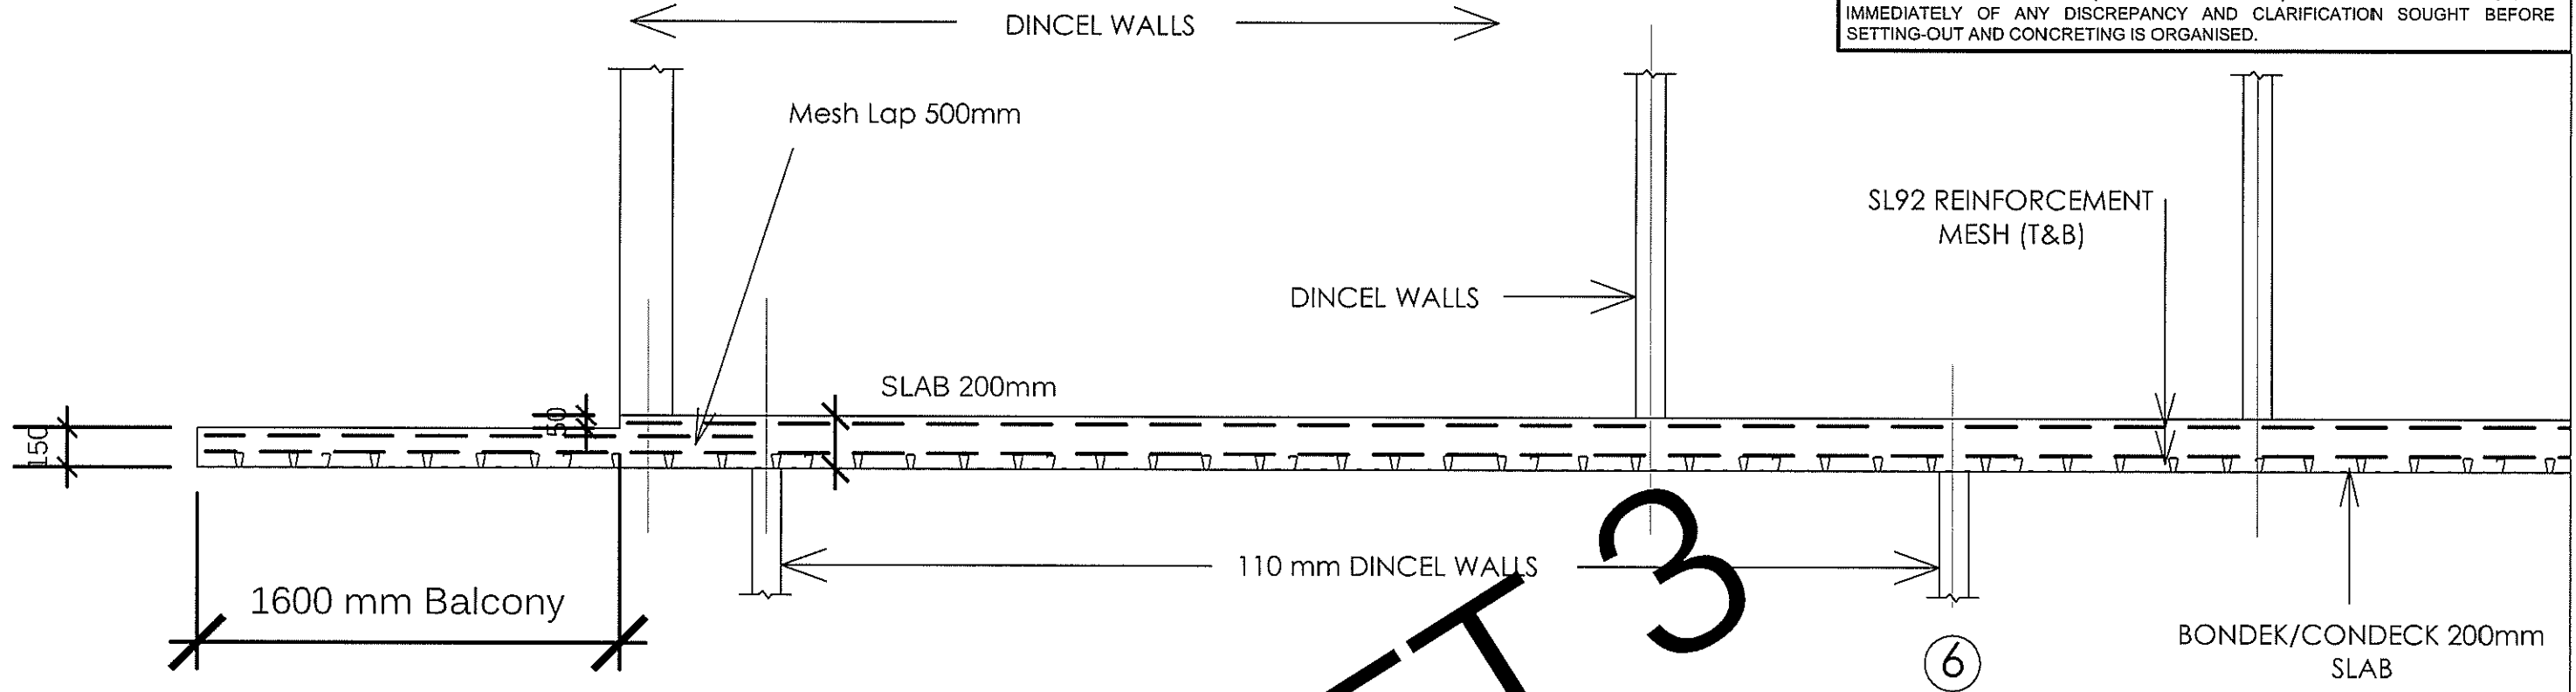 DINCEL WALLS
IMMEDIATELY OF ANY DISCREPANCY AND CLARIFICATION SOUGHT BEFORE
SETTING-OUT AND CONCRETING IS ORGANISED.
Mesh Lap 500mm
SL92 REINFORCEMENT
MESH (T&B)
DINCEL WALLS
SLAB 200mm
50
150
110 mm DINCEL WALLS
1600 mm Balcony
T 3
6
BONDEK/CONDECK 200mm
SLAB